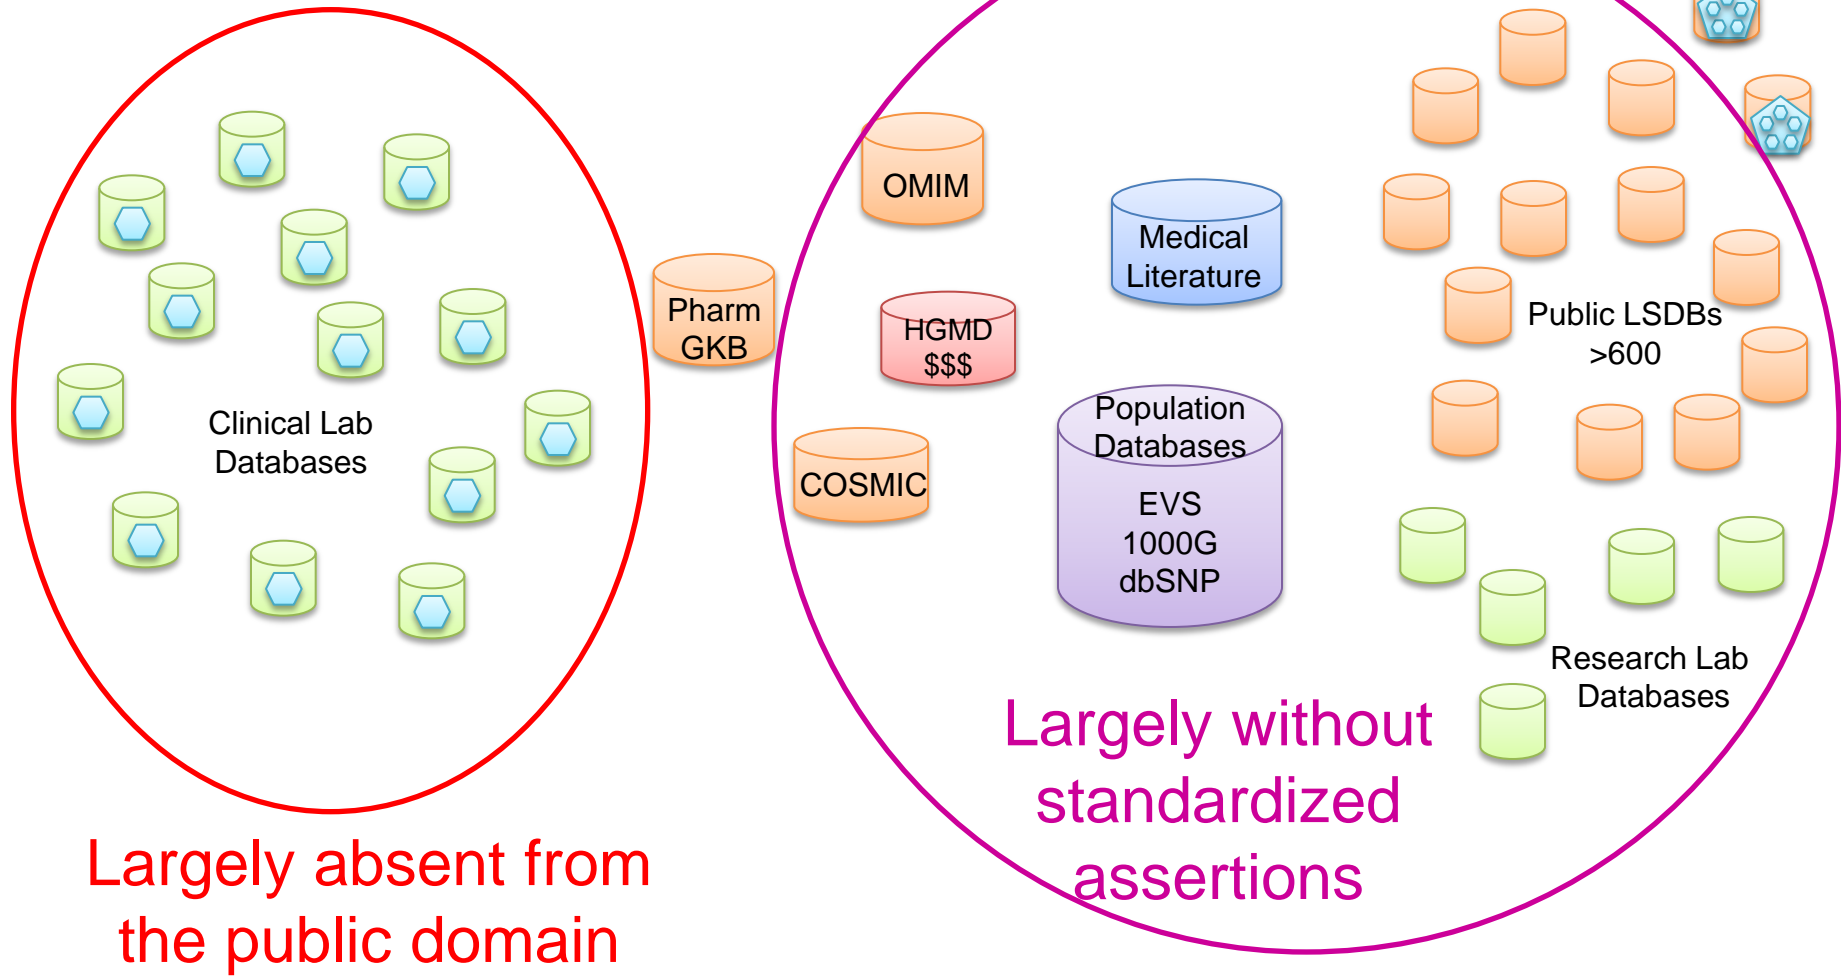 OMIM
Medical
Literature
Pharm
GKB
HGMD
$$$
Public LSDBs
>600
Clinical Lab
Databases
COSMIC
Population
Databases
EVS
1000G
dbSNP
Research Lab
Databases
Largely without
standardized
assertions
Largely absent from
the public domain